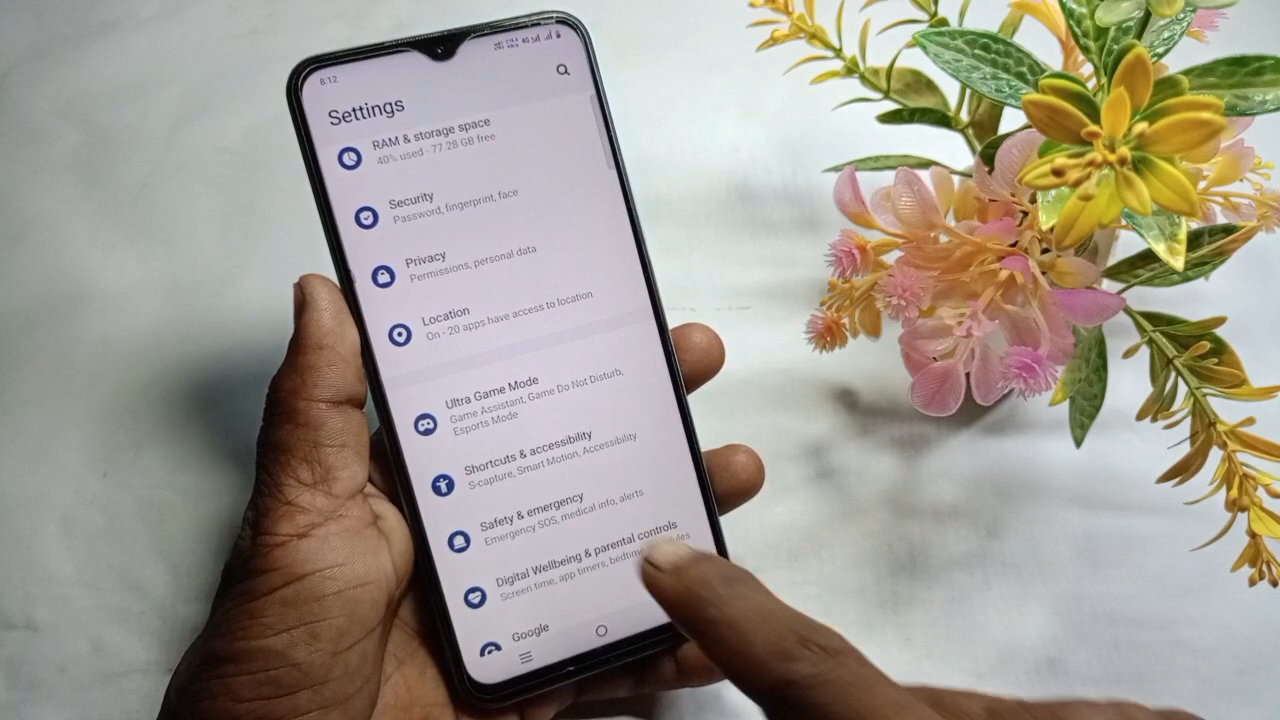 8:12
4G
Settings
RAM & storage space
40% used - 77.28 GB free
Security
Password, fingerprint, face
Privacy
Permissions, personal data
Location
On - 20 apps have access to location
Ultra Game Mode
Game Assistant, Game Do Not Disturb,
Esports Mode
Shortcuts & accessibility
S-capture, Smart Motion, Accessibility
Safety & emergency
Emergency SOS, medical info, alerts
Digital Wellbeing & parental controls
Screen time, app timers, bedtime
Google